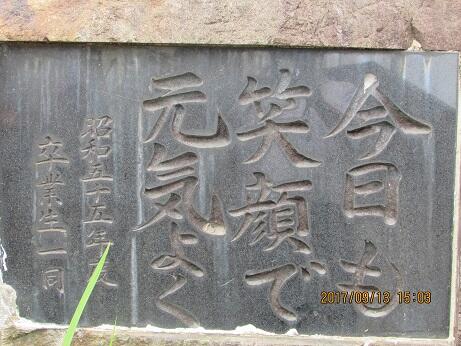 今日も
笑顔で
元気よく
昭和五十五年度
卒業生一同
2017/09/13 15:03